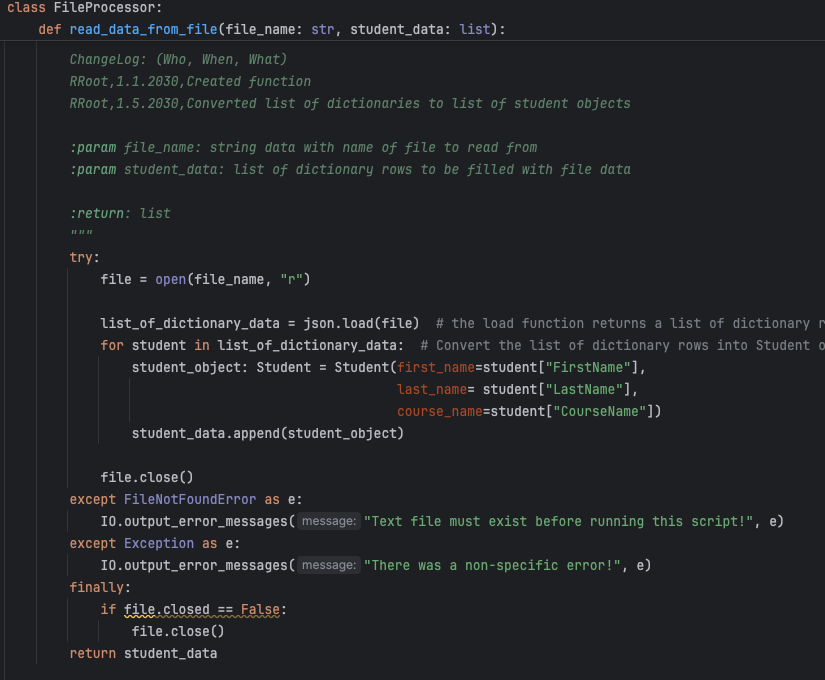 class FileProcessor:
    def read_data_from_file(file_name: str, student_data: list):
        ChangeLog: (Who, When, What)
        RRoot,1.1.2030,Created function
        RRoot,1.5.2030,Converted list of dictionaries to list of student objects
        :param file_name: string data with name of file to read from
        :param student_data: list of dictionary rows to be filled with file data
        :return: list
        """
        try:
            file = open(file_name, "r")
            list_of_dictionary_data = json.load(file)  # the load function returns a list of dictionary r
            for student in list_of_dictionary_data:  # Convert the list of dictionary rows into Student o
                student_object: Student = Student(first_name=student["FirstName"],
                                                  last_name= student["LastName"],
                                                  course_name=student["CourseName"])
                student_data.append(student_object)
            file.close()
        except FileNotFoundError as e:
            IO.output_error_messages( message: "Text file must exist before running this script!", e)
        except Exception as e:
            IO.output_error_messages( message: "There was a non-specific error!", e)
        finally:
            if file.closed == False:
                file.close()
        return student_data